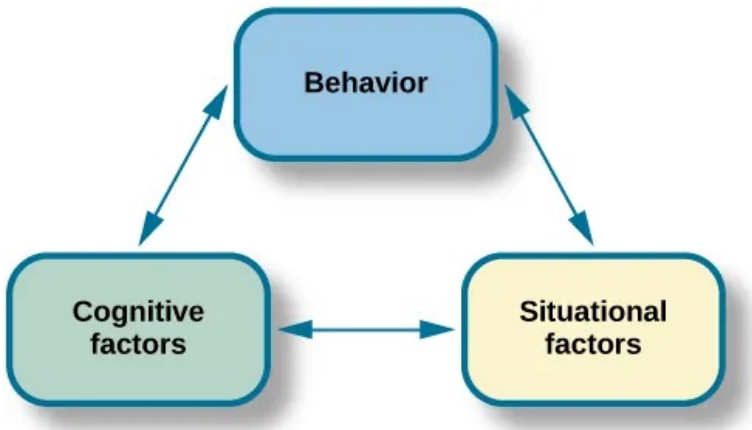 Behavior
Cognitive
factors
Situational
factors